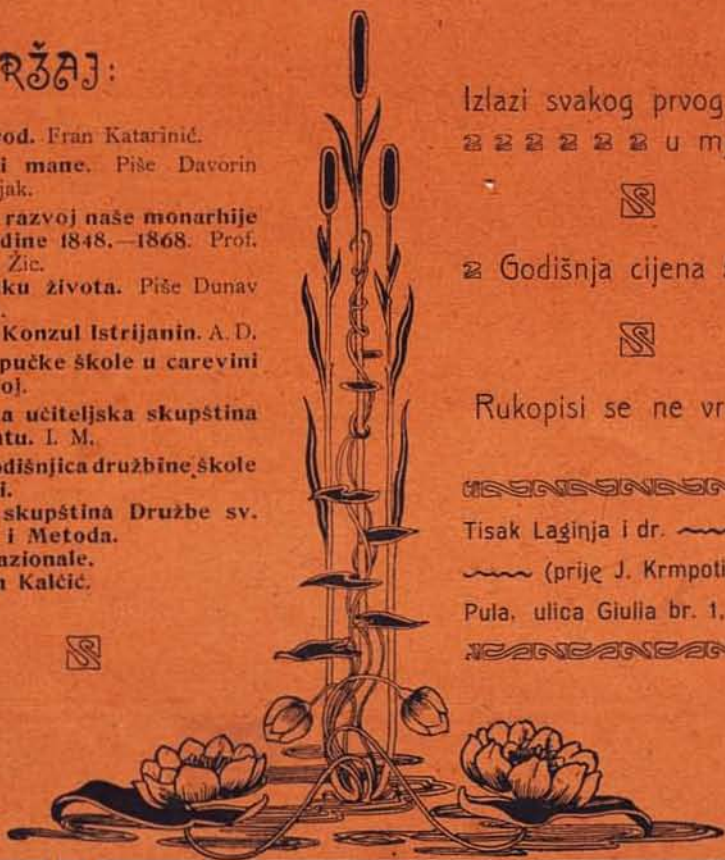 RŽAJ:
rod. Fran Katarinić.
i mane. Piše Davorin
jak.
razvoj naše monarhije
dine 1848.—1868. Prof.
Žic.
ku života. Piše Dunav
Konzul Istrijanin. A. D.
pučke škole u carevini
oj.
a učiteljska skupština
ntu. I. M.
odišnjica družbine škole
i.
skupština Družbe sv.
i Metoda.
azionale.
n Kalčić.
Izlazi svakog prvog
u m
Godišnja cijena
Rukopisi se ne vr
Tisak Laginja i dr.
(prije J. Krmpoti
Pula, ulica Giulia br. 1.